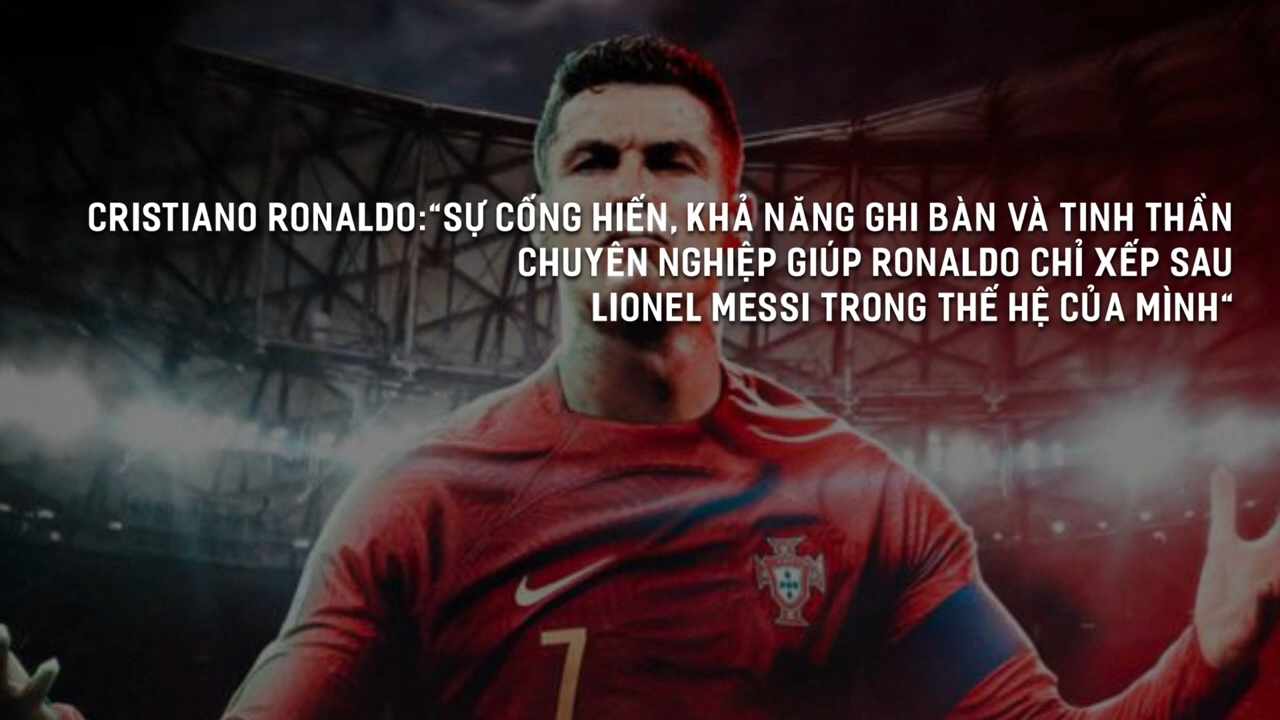 CRISTIANO RONALDO:“SỰ CỐNG HIẾN, KHẢ NĂNG GHI BÀN VÀ TINH THẦN
CHUYÊN NGHIỆP GIÚP RONALDO CHỈ XẾP SAU
LIONEL MESSI TRONG THẾ HỆ CỦA MÌNH“
7